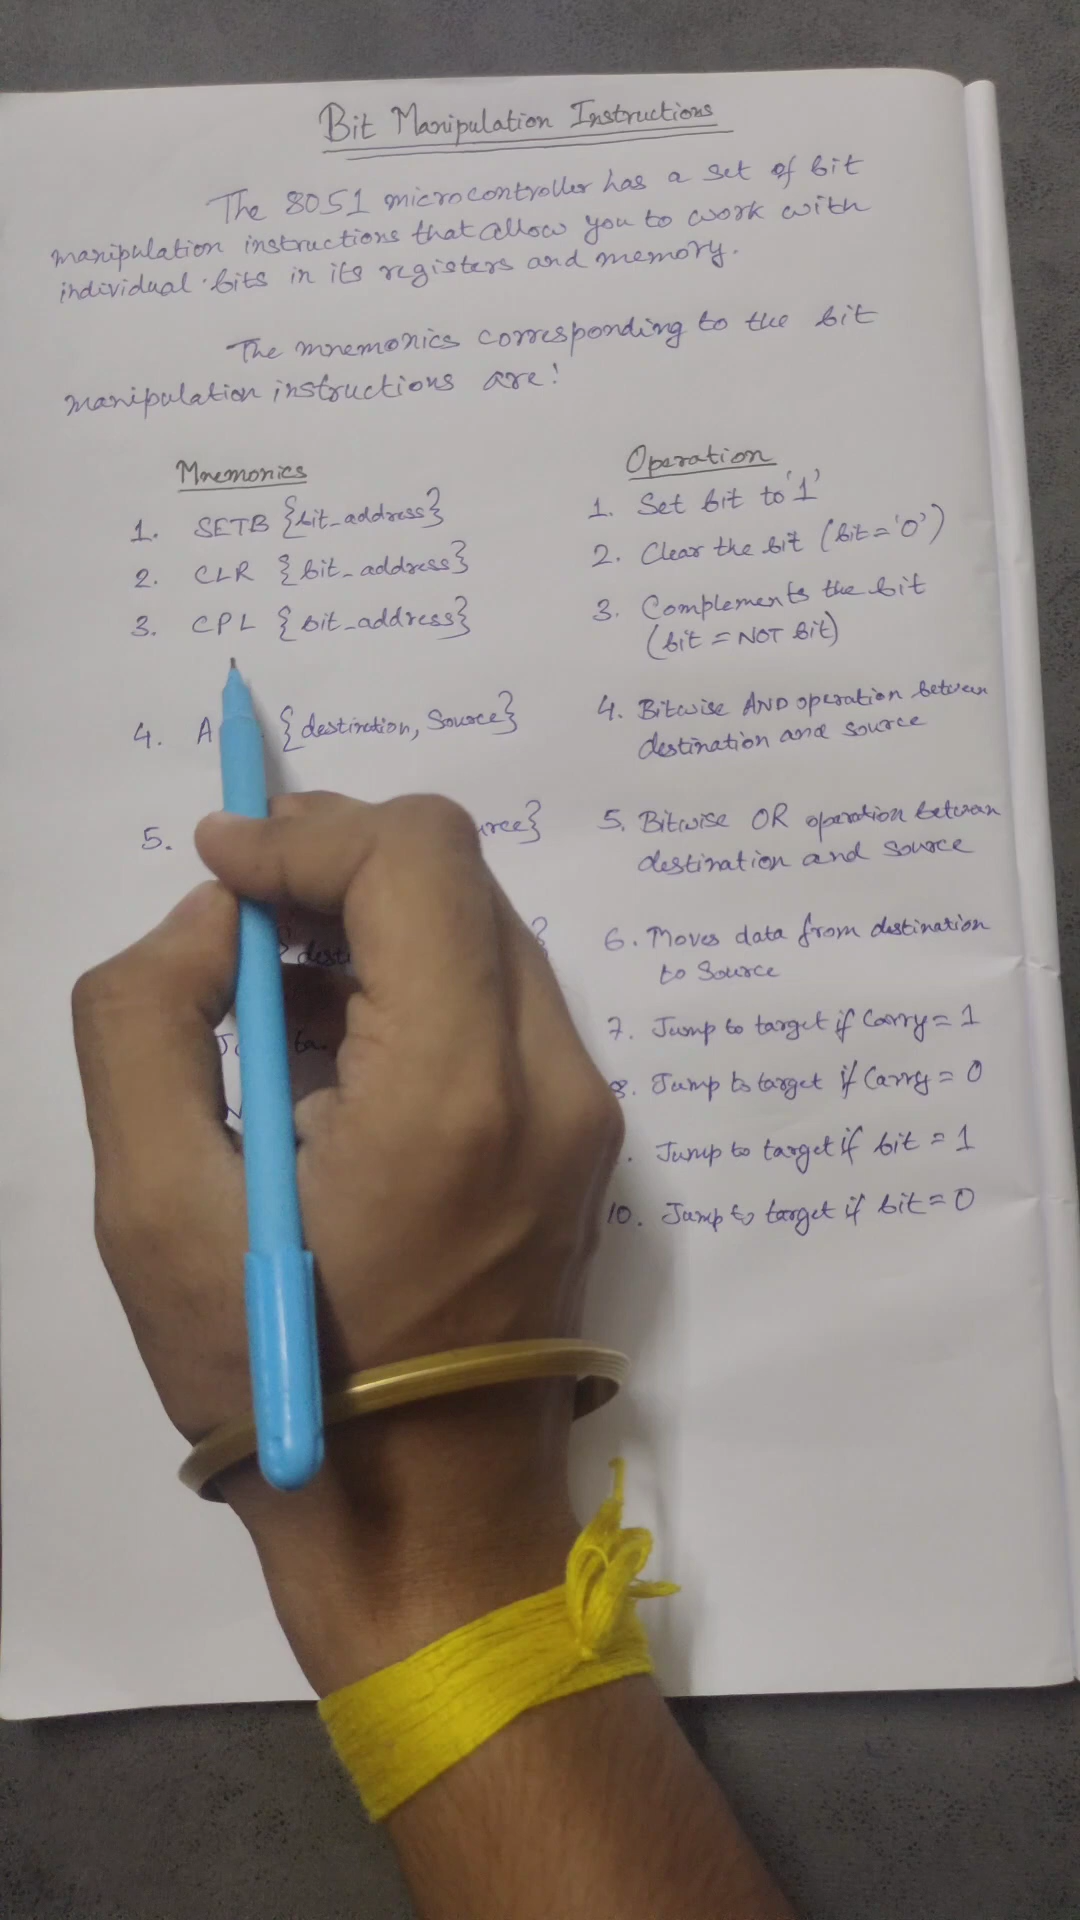 Bit Manipulation Instructions
The 8051 microcontroller has a set of bit
manipulation instructions that allow you to work with
individual bits in its registers and memory.
The mnemonics corresponding to the bit
manipulation instructions are:
Mnemonics
1. SETB {bit_address}
2. CLR {bit_address}
3. CPL {bit_address}
4. A {destination, Source}
5.
Operation
1. Set bit to '1'
2. Clear the bit (bit = '0')
3. Complements the bit
(bit = NOT bit)
4. Bitwise AND operation between
destination and source
5. Bitwise OR operation between
destination and source
6. Moves data from destination
to Source
7. Jump to target if Carry = 1
8. Jump to target if Carry = 0
. Jump to target if bit = 1
10. Jump to target if bit = 0